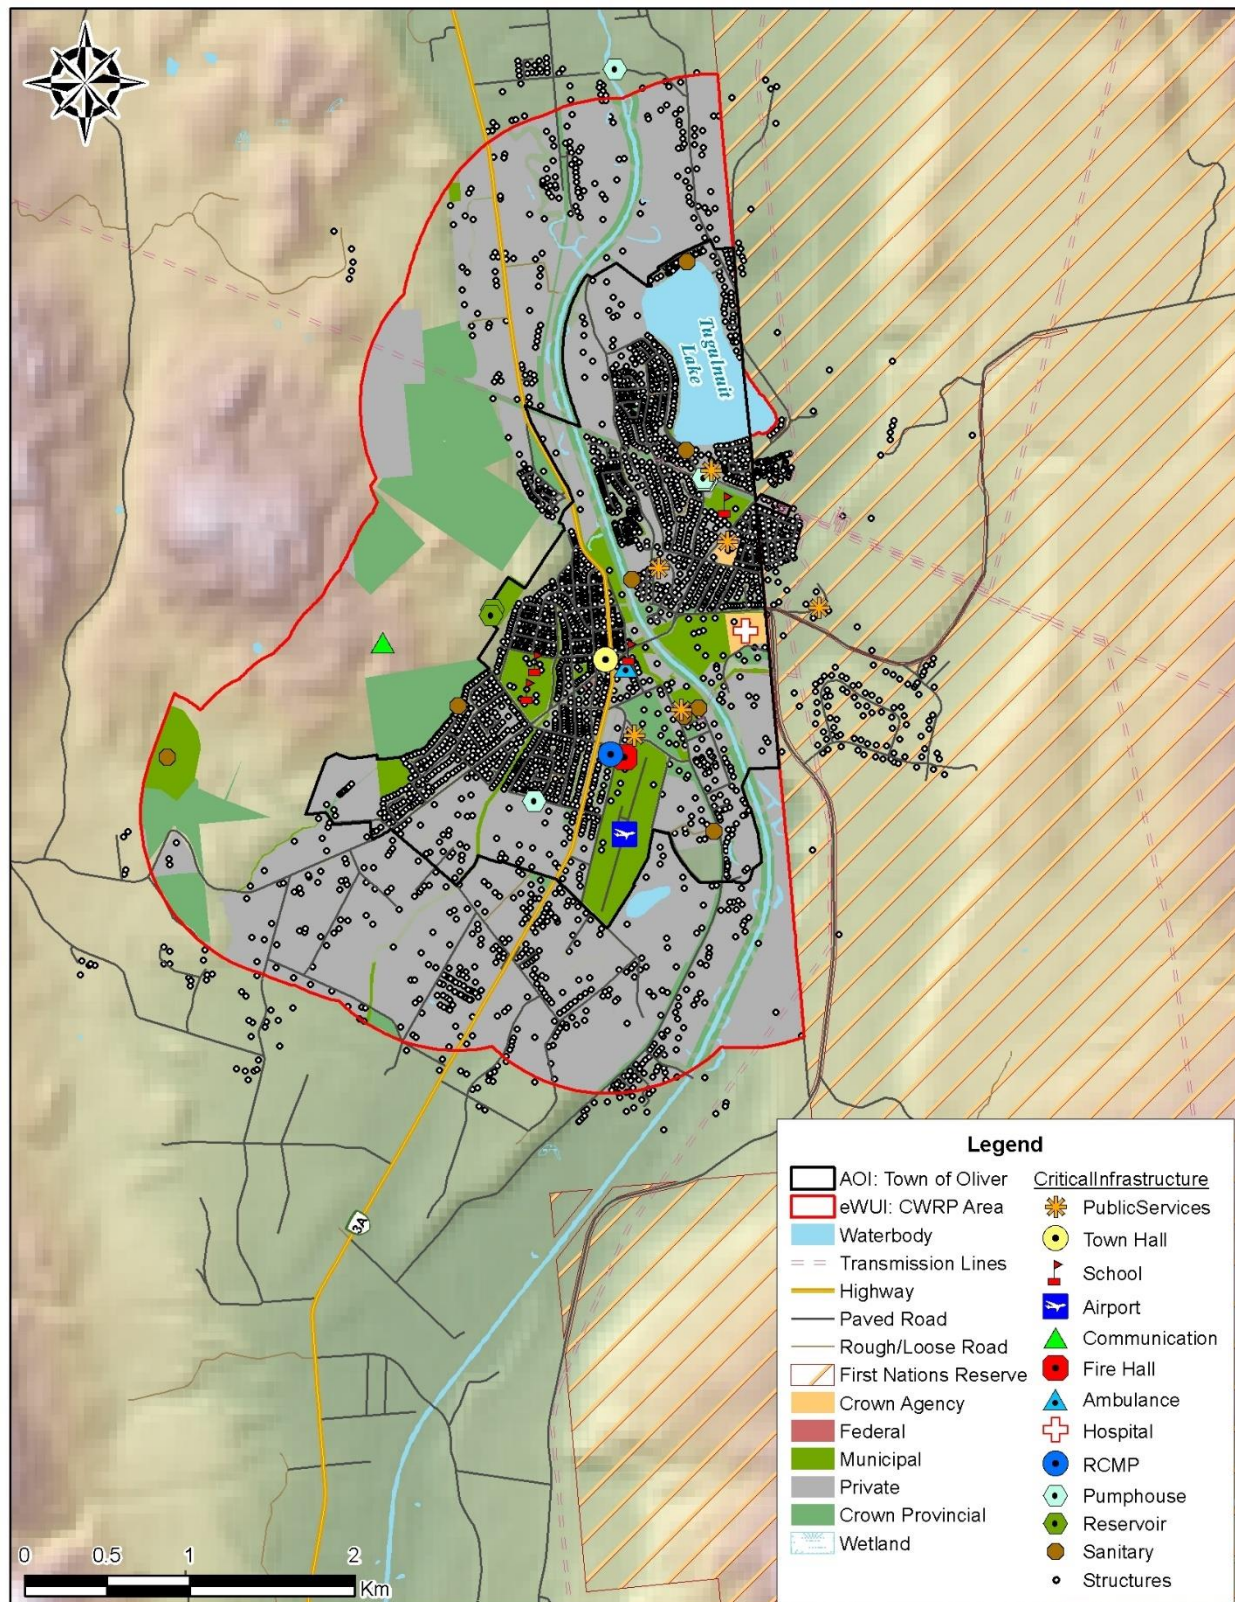 Tugulnuit
Lake
3A
Legend
AOI: Town of Oliver
eWUI: CWRP Area
Waterbody
Transmission Lines
Highway
Paved Road
Rough/Loose Road
First Nations Reserve
Crown Agency
Federal
Municipal
Private
Crown Provincial
Wetland
CriticalInfrastructure
PublicServices
Town Hall
School
Airport
Communication
Fire Hall
Ambulance
Hospital
RCMP
Pumphouse
Reservoir
Sanitary
Structures
0 0.5 1 2
Km